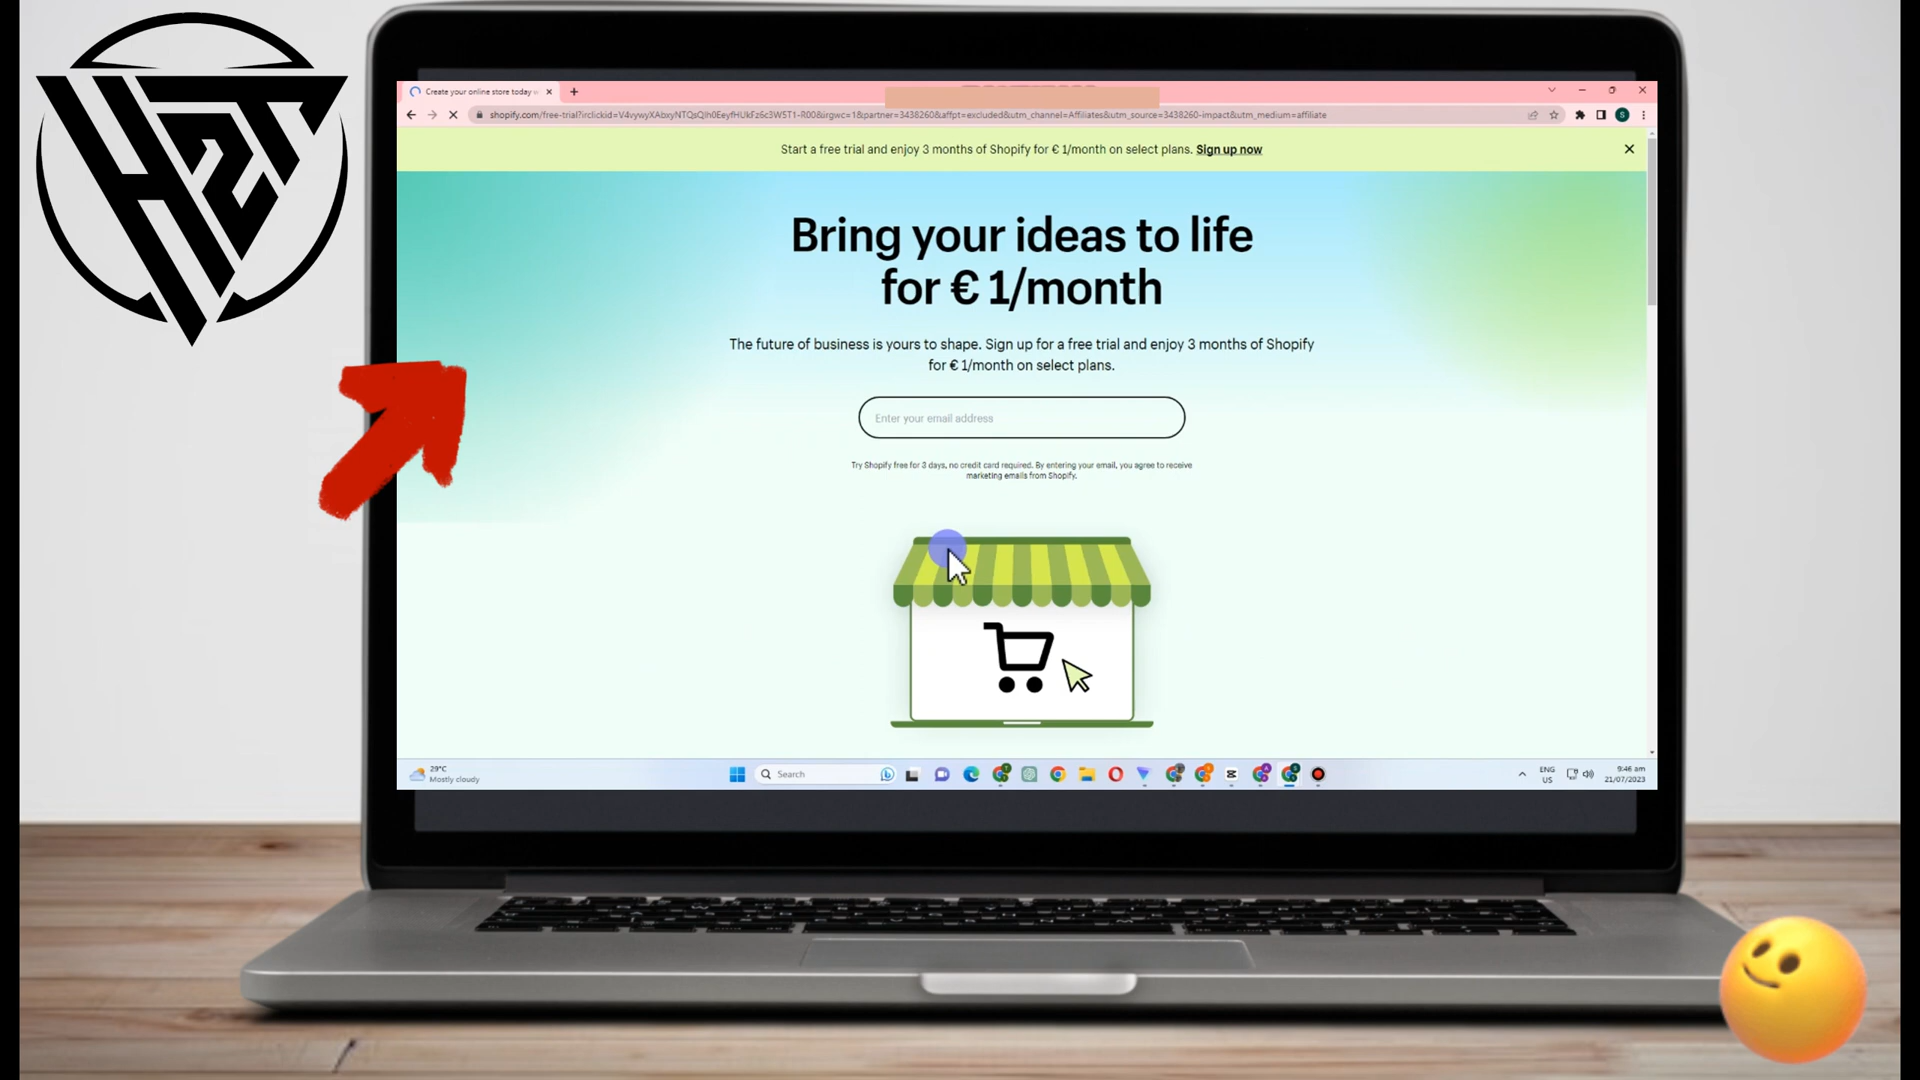 H2T
Create your online store today
shopify.com/free-trial?irclickid=V4vywyXAbxyNTQsQIh0EeyfHUkFz6c3W5T1-R00&irgwc=1&partner=3438260&affpt=excluded&utm_channel=Affiliates&utm_source=3438260-impact&utm_medium=affiliate
S
Start a free trial and enjoy 3 months of Shopify for € 1/month on select plans. Sign up now
Bring your ideas to life
for € 1/month
The future of business is yours to shape. Sign up for a free trial and enjoy 3 months of Shopify
for € 1/month on select plans.
Enter your email address
Try Shopify free for 3 days, no credit card required. By entering your email, you agree to receive
marketing emails from Shopify.
29°C
Mostly cloudy
Search
ENG
US
9:46 am
21/07/2023